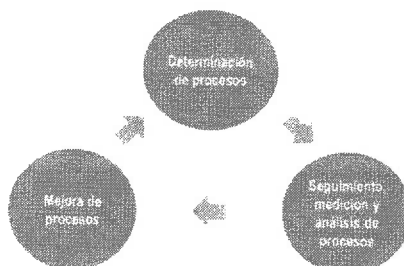 Determinación
de procesos
Seguimiento,
medición y
análisis de
procesos
Mejora de
procesos